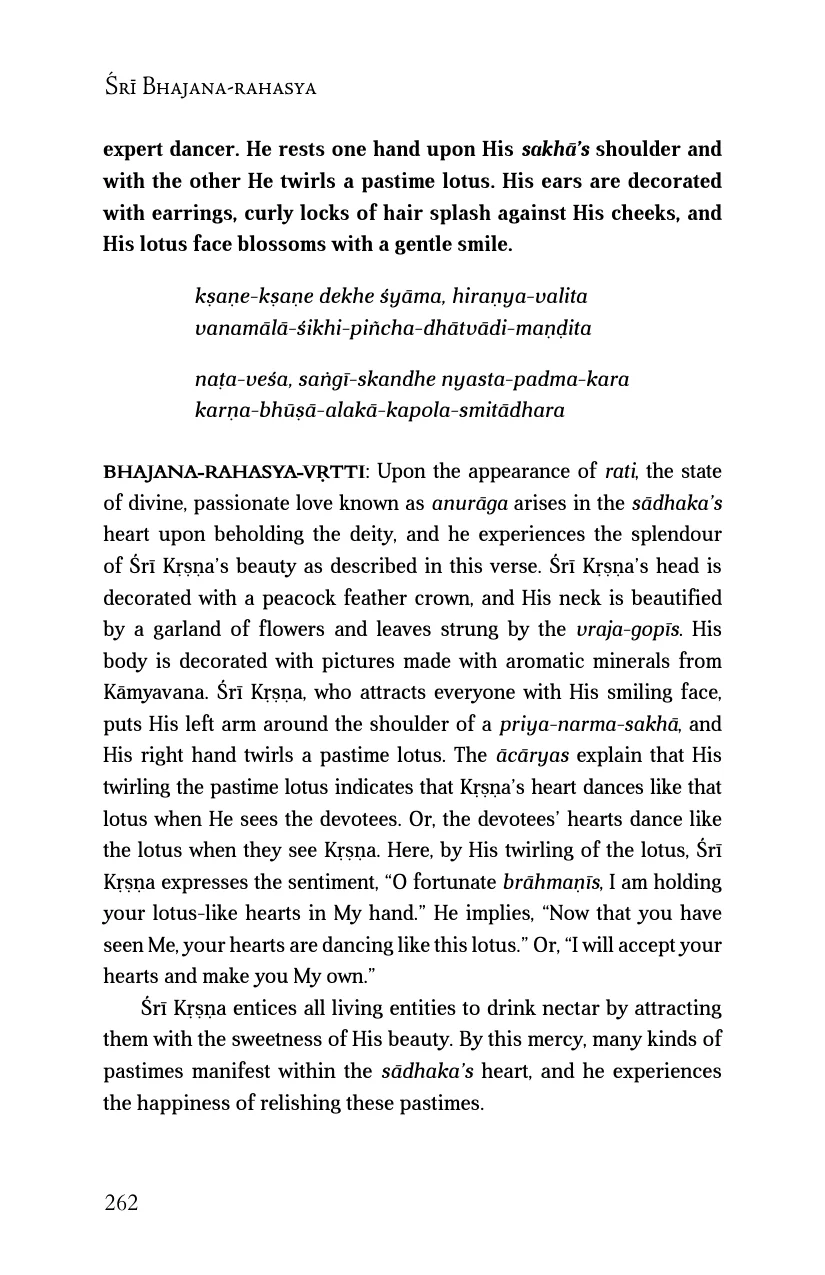 Śrī Bhajana-rahasya
expert dancer. He rests one hand upon His sakhā’s shoulder and
with the other He twirls a pastime lotus. His ears are decorated
with earrings, curly locks of hair splash against His cheeks, and
His lotus face blossoms with a gentle smile.
kṣaṇe-kṣaṇe dekhe śyāma, hiraṇya-valita
vanamālā-śikhi-piñcha-dhātvādi-maṇḍita
naṭa-veśa, saṅgī-skandhe nyasta-padma-kara
karṇa-bhūṣā-alakā-kapola-smitādhara
BHAJANA-RAHASYA-VṚTTI: Upon the appearance of rati, the state
of divine, passionate love known as anurāga arises in the sādhaka’s
heart upon beholding the deity, and he experiences the splendour
of Śrī Kṛṣṇa’s beauty as described in this verse. Śrī Kṛṣṇa’s head is
decorated with a peacock feather crown, and His neck is beautified
by a garland of flowers and leaves strung by the vraja-gopīs. His
body is decorated with pictures made with aromatic minerals from
Kāmyavana. Śrī Kṛṣṇa, who attracts everyone with His smiling face,
puts His left arm around the shoulder of a priya-narma-sakhā, and
His right hand twirls a pastime lotus. The ācāryas explain that His
twirling the pastime lotus indicates that Kṛṣṇa’s heart dances like that
lotus when He sees the devotees. Or, the devotees’ hearts dance like
the lotus when they see Kṛṣṇa. Here, by His twirling of the lotus, Śrī
Kṛṣṇa expresses the sentiment, “O fortunate brāhmaṇīs, I am holding
your lotus-like hearts in My hand.” He implies, “Now that you have
seen Me, your hearts are dancing like this lotus.” Or, “I will accept your
hearts and make you My own.”
Śrī Kṛṣṇa entices all living entities to drink nectar by attracting
them with the sweetness of His beauty. By this mercy, many kinds of
pastimes manifest within the sādhaka’s heart, and he experiences
the happiness of relishing these pastimes.
262